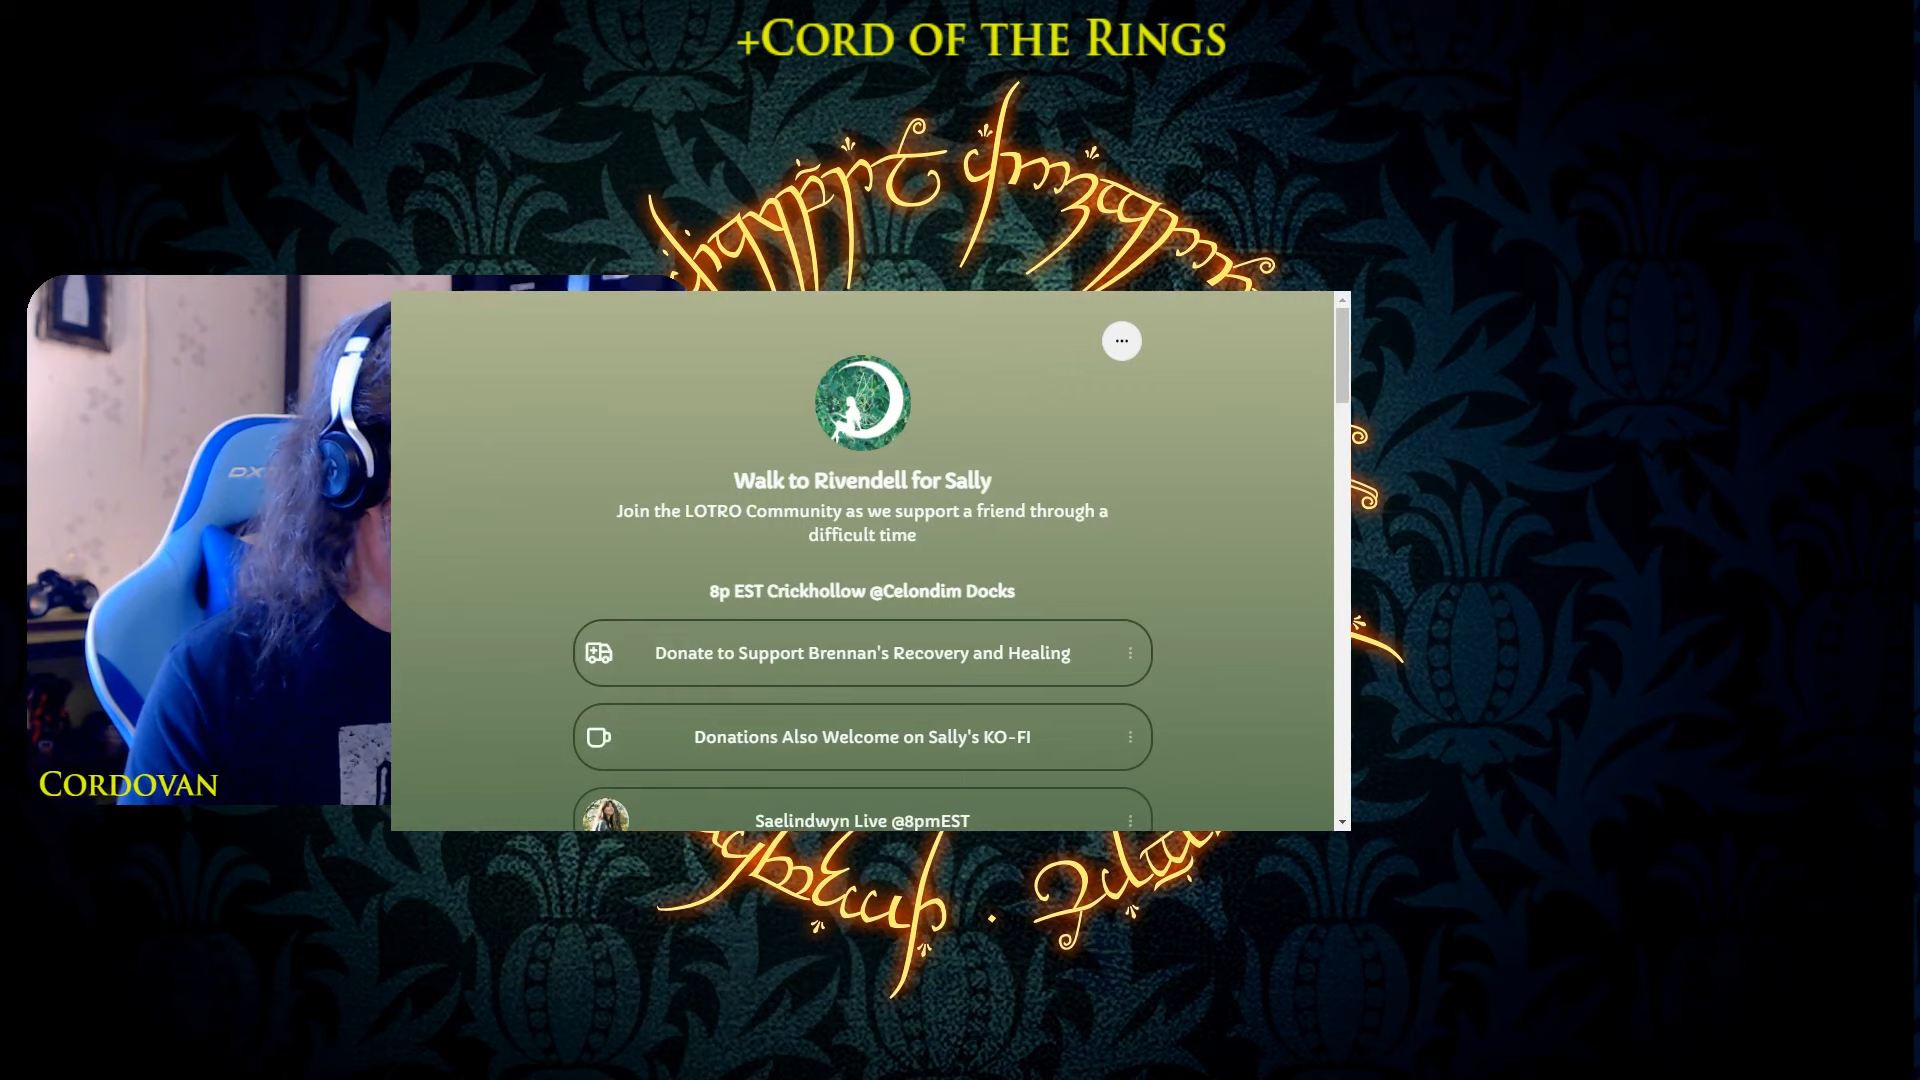 +Cord of the Rings
Walk to Rivendell for Sally
Join the LOTRO Community as we support a friend through a
difficult time
8p EST Crickhollow @Celondim Docks
Donate to Support Brennan's Recovery and Healing
Donations Also Welcome on Sally's KO-FI
Saelindwyn Live @8pmEST
Cordovan